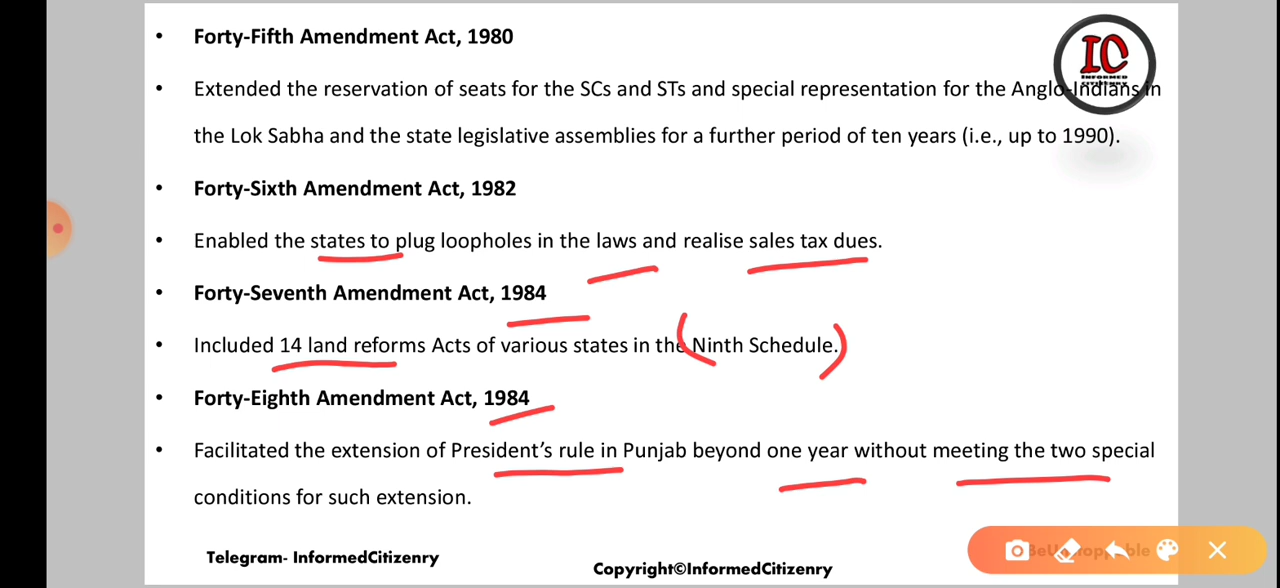 • Forty-Fifth Amendment Act, 1980
• Extended the reservation of seats for the SCs and STs and special representation for the Anglo-Indians in
the Lok Sabha and the state legislative assemblies for a further period of ten years (i.e., up to 1990).
IC
INFORMED
CITIZENRY
• Forty-Sixth Amendment Act, 1982
• Enabled the states to plug loopholes in the laws and realise sales tax dues.
• Forty-Seventh Amendment Act, 1984
• Included 14 land reforms Acts of various states in the Ninth Schedule.
• Forty-Eighth Amendment Act, 1984
• Facilitated the extension of President's rule in Punjab beyond one year without meeting the two special
conditions for such extension.
Telegram- InformedCitizenry
Copyright©InformedCitizenry